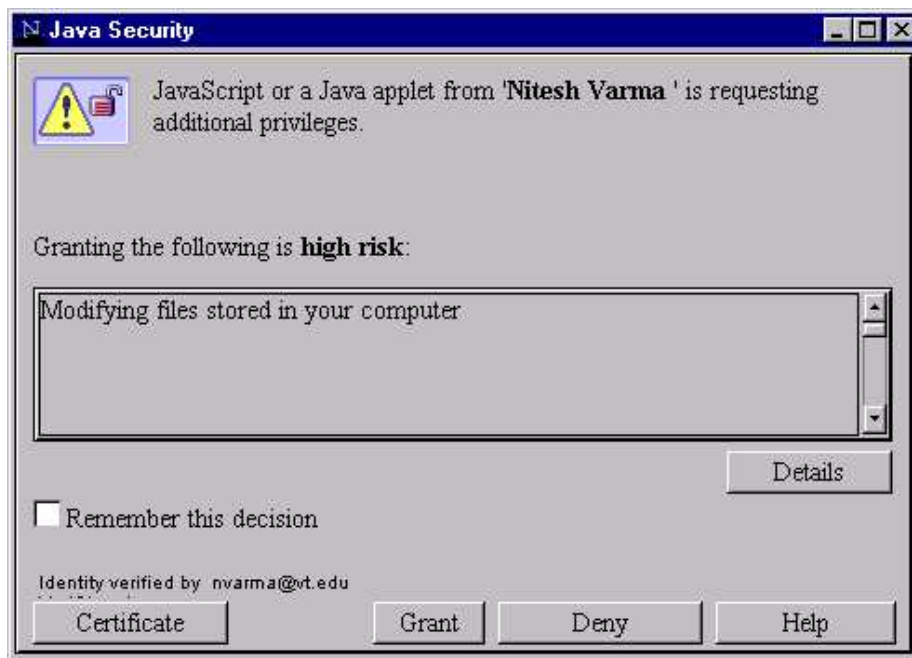 N Java Security
JavaScript or a Java applet from 'Nitesh Varma ' is requesting
additional privileges.
Granting the following is high risk:
Modifying files stored in your computer
Details
Remember this decision
Identity verified by nvarma@vt.edu
Certificate Grant Deny Help